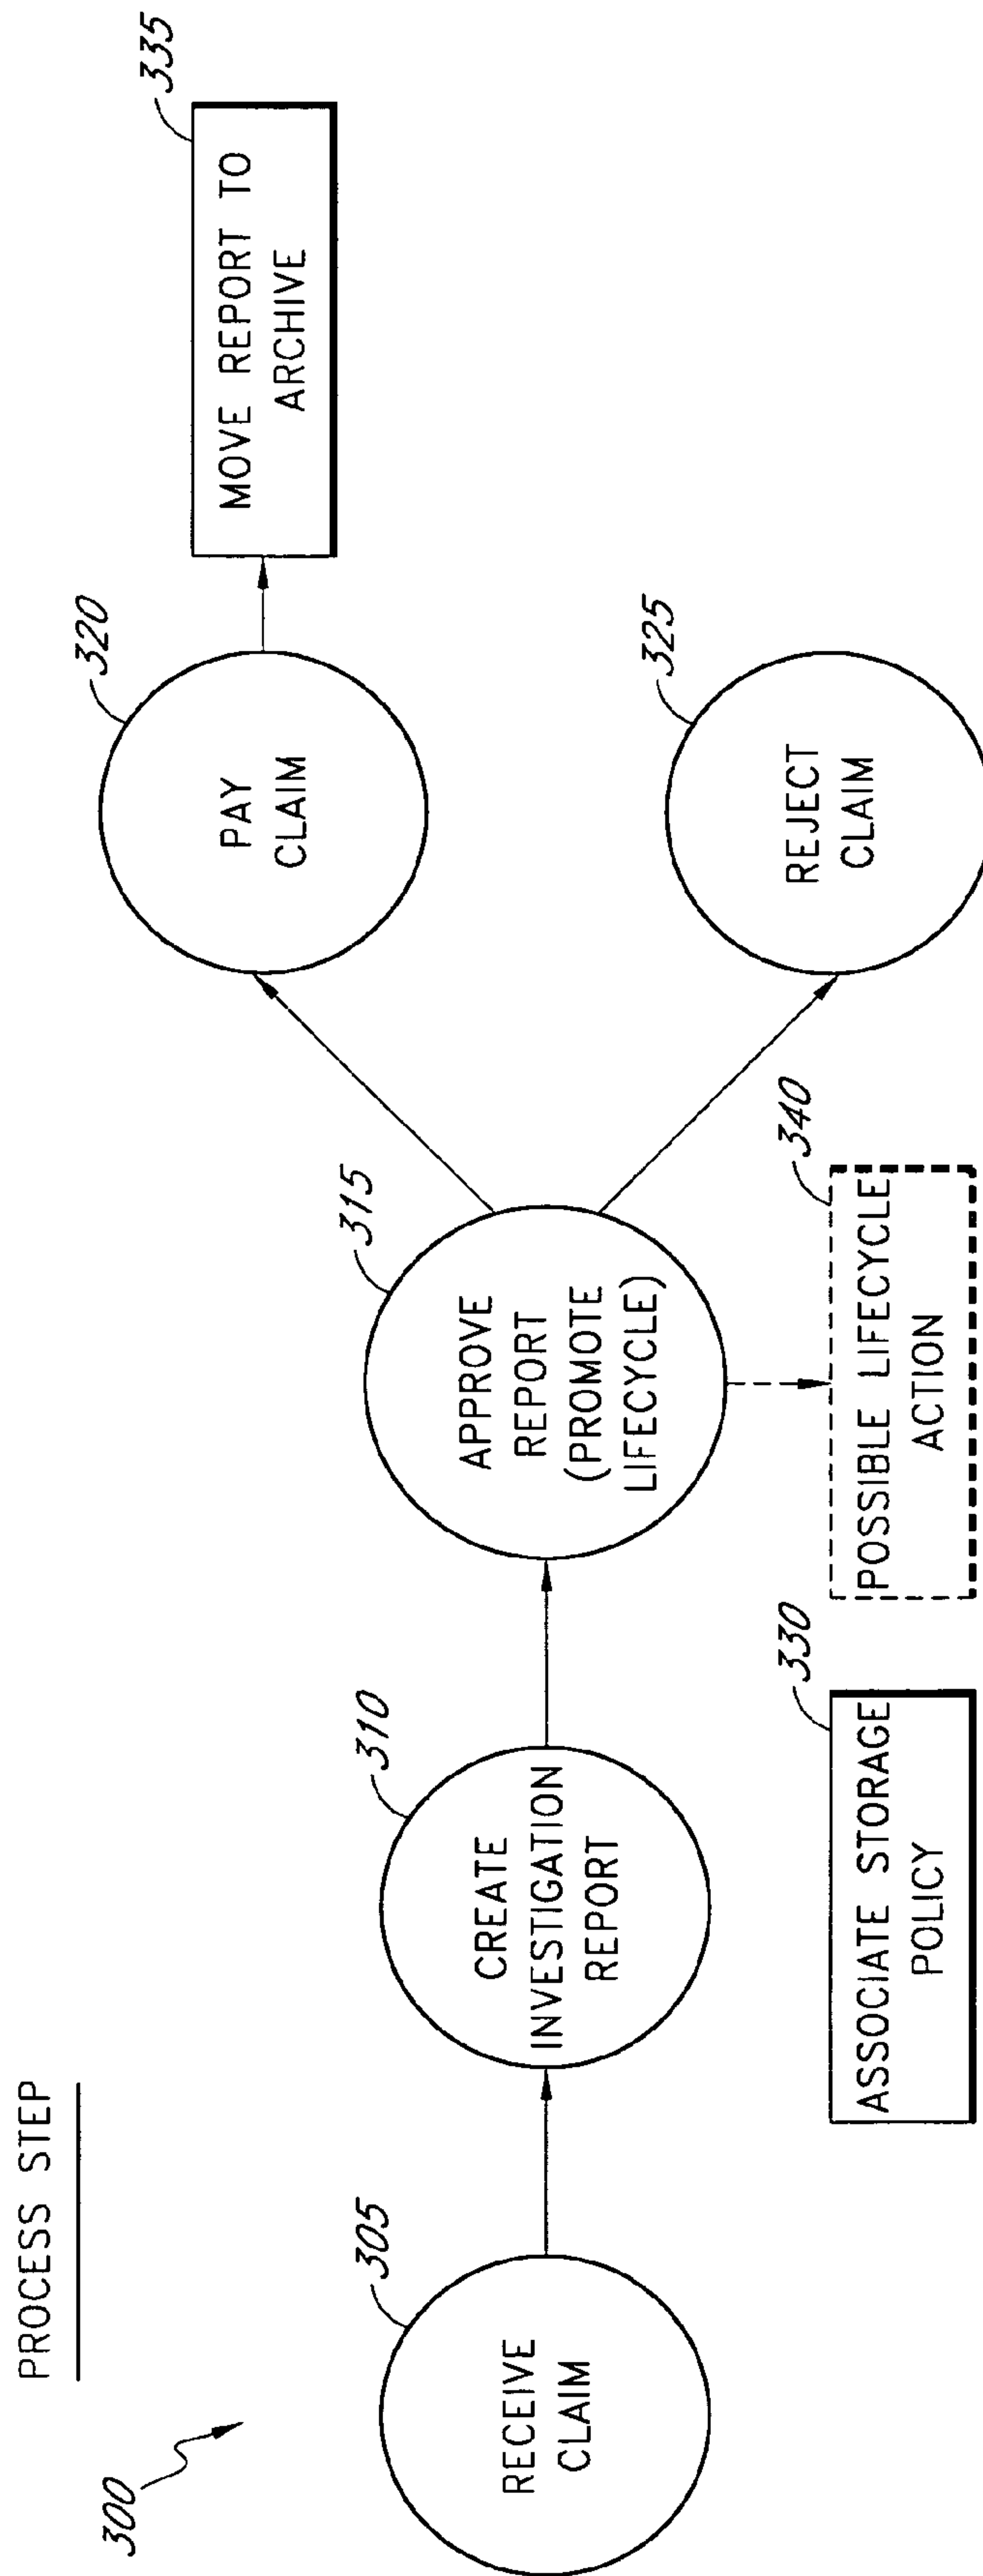 PROCESS STEP
300
305
RECEIVE
CLAIM
310
CREATE
INVESTIGATION
REPORT
330
ASSOCIATE STORAGE
POLICY
315
APPROVE
REPORT
(PROMOTE
LIFECYCLE)
340
POSSIBLE LIFECYCLE
ACTION
320
PAY
CLAIM
325
REJECT
CLAIM
335
MOVE REPORT TO
ARCHIVE